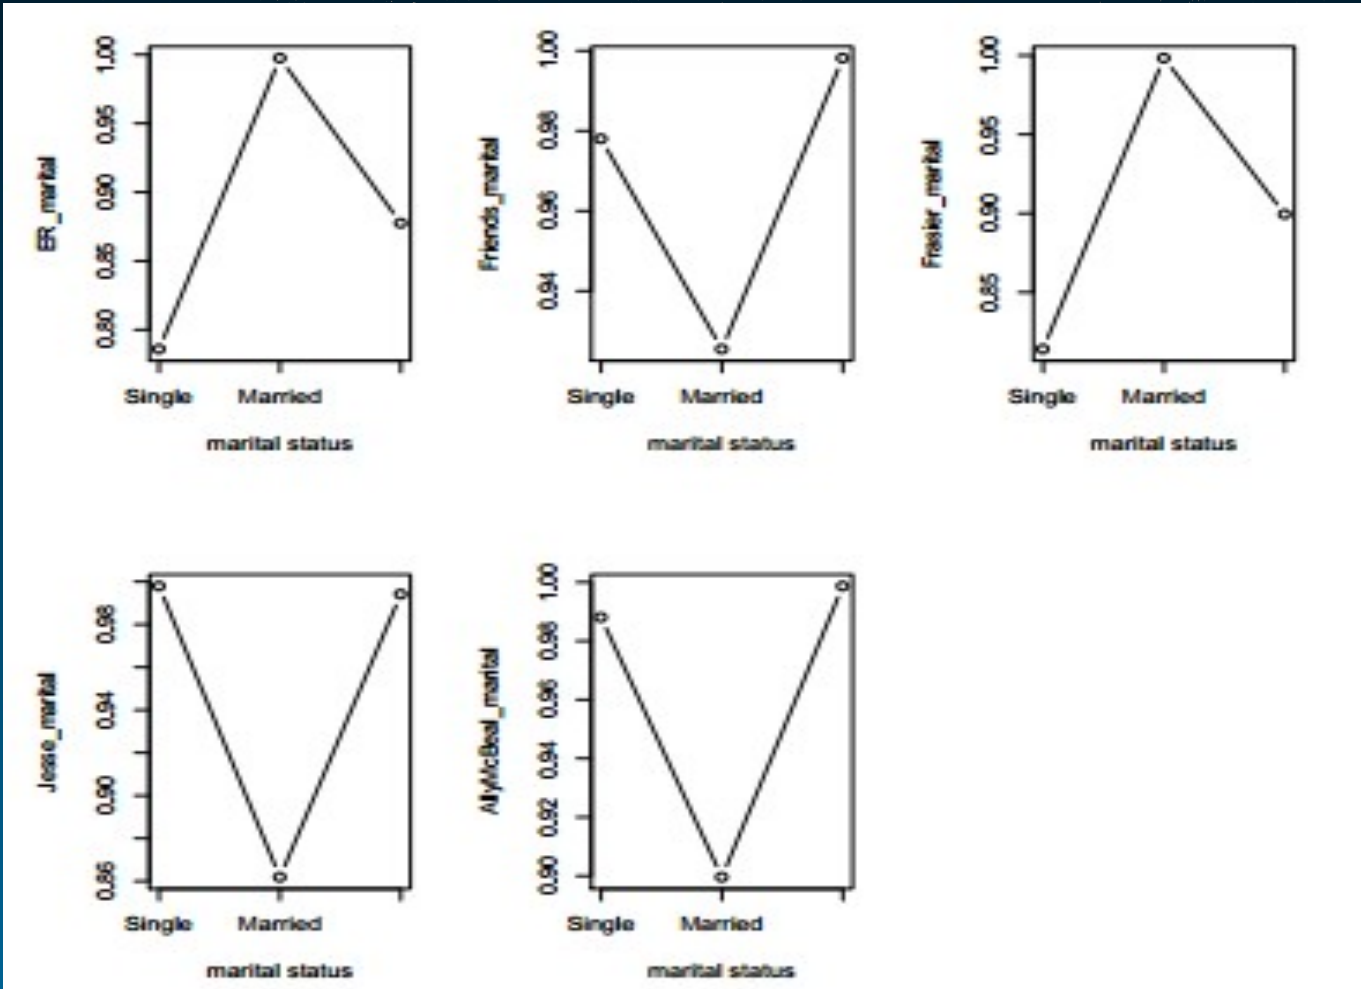 ER_marital
1.00
0.95
0.90
0.85
0.80
Single Married
marital status
Friends_marital
1.00
0.98
0.96
0.94
Single Married
marital status
Frasier_marital
1.00
0.95
0.90
0.85
Single Married
marital status
Jesse_marital
0.98
0.94
0.90
0.86
Single Married
marital status
AllyMcBeal_marital
1.00
0.98
0.96
0.94
0.92
0.90
Single Married
marital status